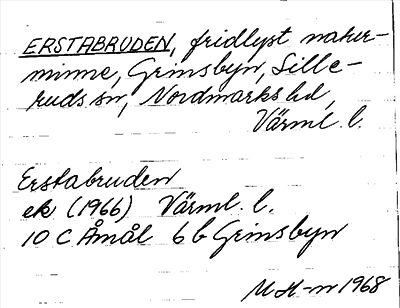 ERSTABRUDEN, fridlyst natur-
minne, Grinsbyn, Sille-
ruds sn, Nordmarks hd,
Värml. l.
Erstabruden
ek (1966) Värml. l.
10 C Åmål 6 b Grinsbyn
M H-n 1968